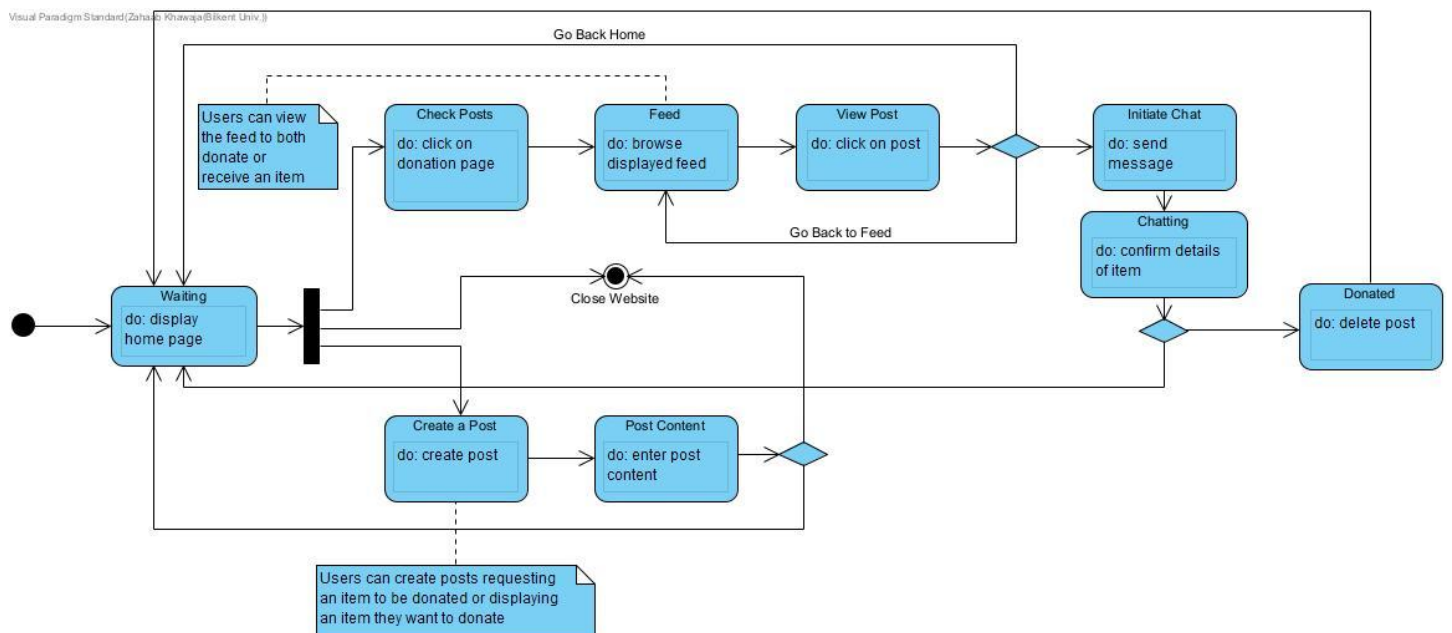 Visual Paradigm Standard(Zahaab Khawaja(Bilkent Univ.))
Go Back Home
Users can view
the feed to both
donate or
receive an item
Check Posts
do: click on
donation page
Feed
do: browse
displayed feed
View Post
do: click on post
Initiate Chat
do: send
message
Go Back to Feed
Chatting
do: confirm details
of item
Waiting
do: display
home page
Close Website
Donated
do: delete post
Create a Post
do: create post
Post Content
do: enter post
content
Users can create posts requesting
an item to be donated or displaying
an item they want to donate